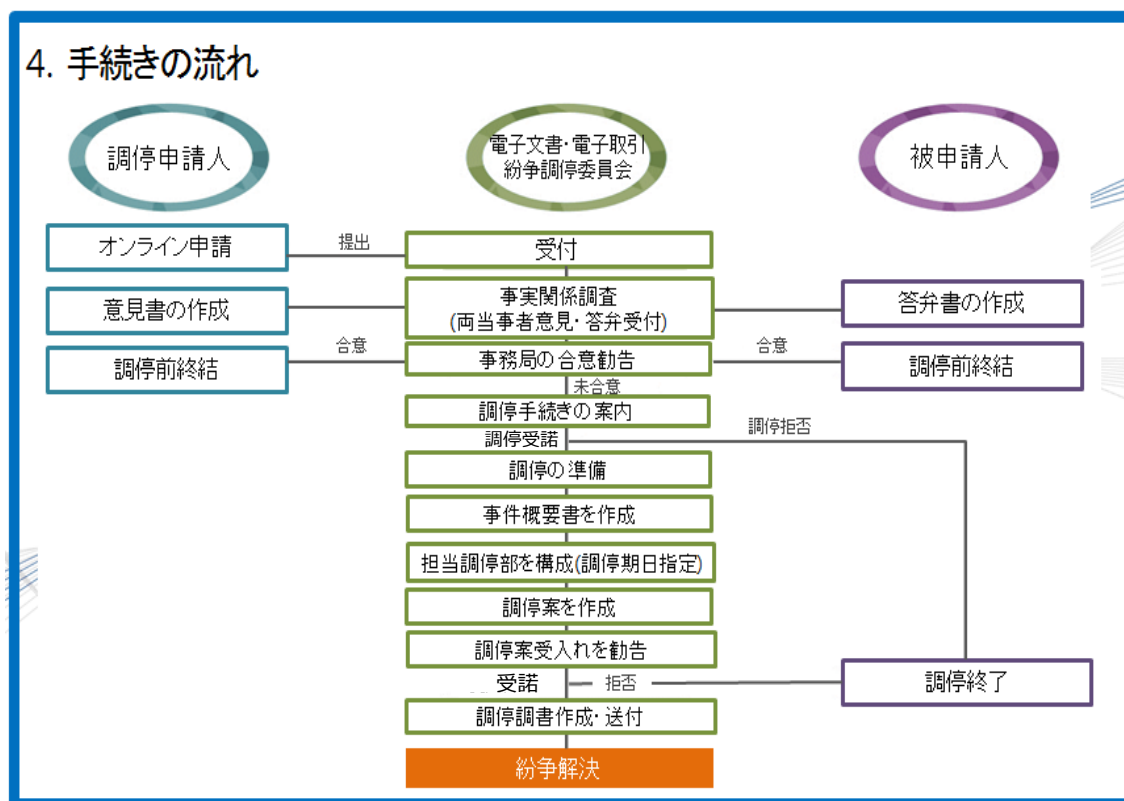 4. 手続きの流れ
調停申請人
電子文書・電子取引
紛争調停委員会
被申請人
オンライン申請
提出
受付
意見書の作成
事実関係調査
(両当事者意見・答弁受付)
答弁書の作成
調停前終結
合意
事務局の合意勧告
合意
調停前終結
未合意
調停手続きの案内
調停受諾
調停拒否
調停の準備
事件概要書を作成
担当調停部を構成(調停期日指定)
調停案を作成
調停案受入れを勧告
受諾
拒否
調停終了
調停調書作成・送付
紛争解決